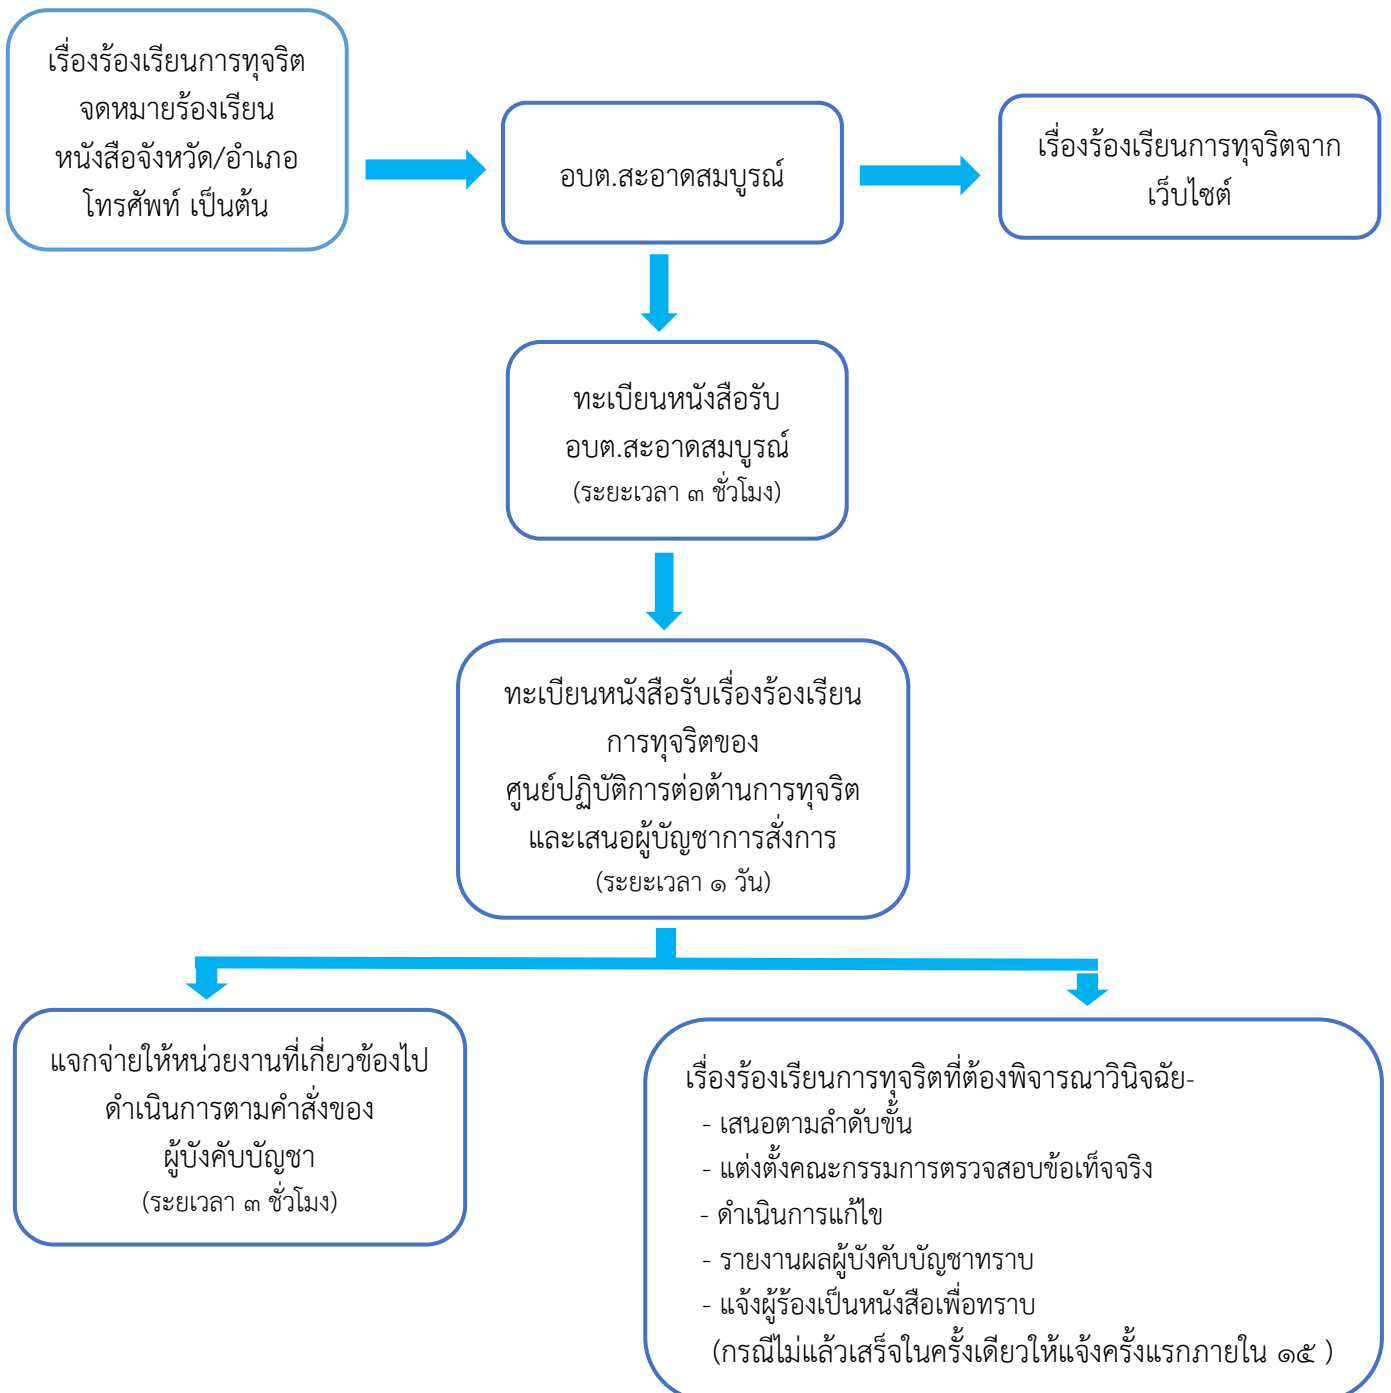 เรื่องร้องเรียนการทุจริต
จดหมายร้องเรียน
หนังสือจังหวัด/อำเภอ
โทรศัพท์ เป็นต้น
อบต.สะอาดสมบูรณ์
เรื่องร้องเรียนการทุจริตจาก
เว็บไซต์
ทะเบียนหนังสือรับ
อบต.สะอาดสมบูรณ์
(ระยะเวลา ๓ ชั่วโมง)
ทะเบียนหนังสือรับเรื่องร้องเรียน
การทุจริตของ
ศูนย์ปฏิบัติการต่อต้านการทุจริต
และเสนอผู้บัญชาการสั่งการ
(ระยะเวลา ๑ วัน)
แจกจ่ายให้หน่วยงานที่เกี่ยวข้องไป
ดำเนินการตามคำสั่งของ
ผู้บังคับบัญชา
(ระยเวลา ๓ ชั่วโมง)
เรื่องร้องเรียนการทุจริตที่ต้องพิจารณาวินิจฉัย-
- เสนอตามลำดับขั้น
- แต่งตั้งคณะกรรมการตรวจสอบข้อเท็จจริง
- ดำเนินการแก้ไข
- รายงานผลผู้บังคับบัญชาทราบ
- แจ้งผู้ร้องเป็นหนังสือเพื่อทราบ
(กรณีไม่แล้วเสร็จในครั้งเดียวให้แจ้งครั้งแรกภายใน ๑๕ )